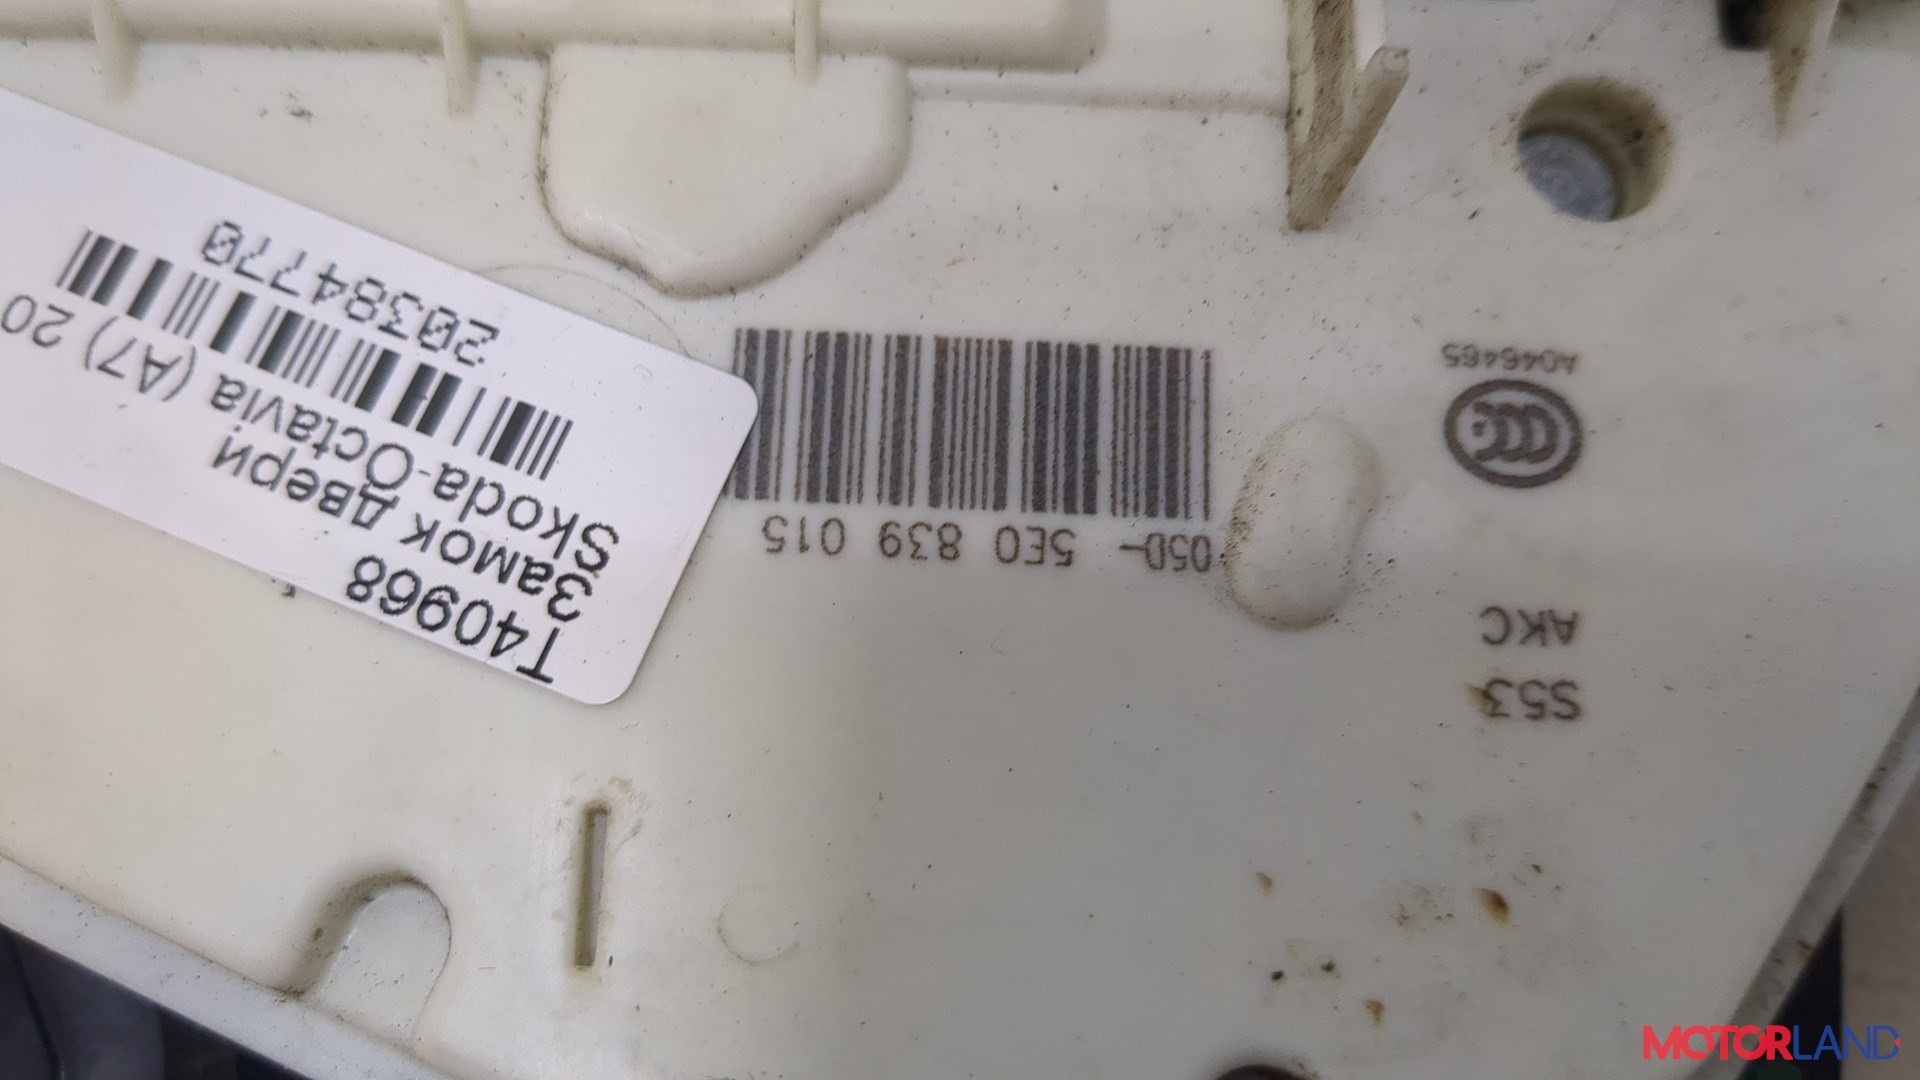 T40968
Замок двери
Skoda Octavia (A7) 20
20384770
S53
AKC
05D- 5E0 839 015
A046465
MOTORLAND